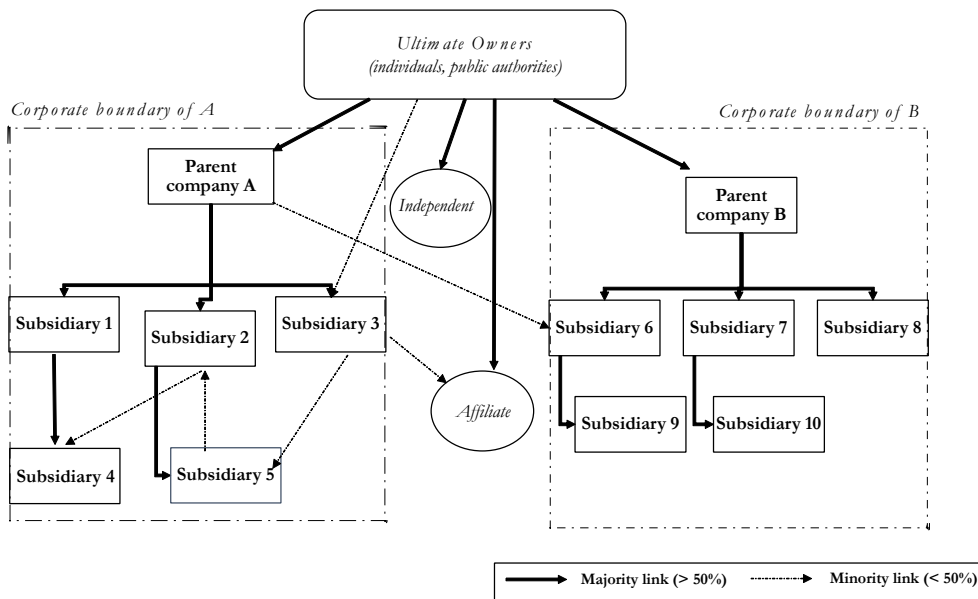 Ultimate Owners
(individuals, public authorities)
Corporate boundary of A
Corporate boundary of B
Parent
company A
Independent
Parent
company B
Subsidiary 1
Subsidiary 2
Subsidiary 3
Subsidiary 6
Subsidiary 7
Subsidiary 8
Affiliate
Subsidiary 9
Subsidiary 10
Subsidiary 4
Subsidiary 5
Majority link (> 50%)
Minority link (< 50%)